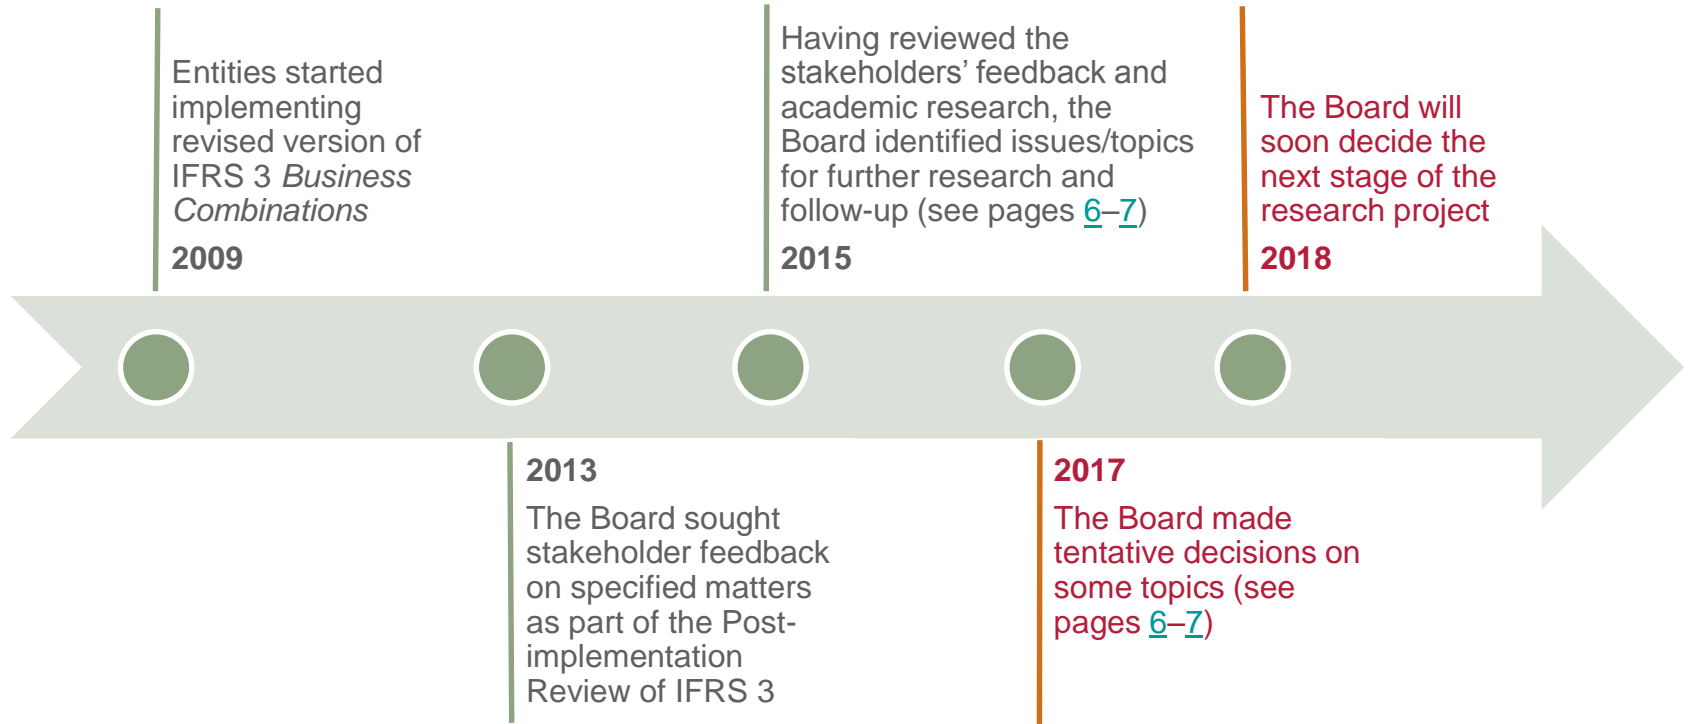 Entities started
implementing
revised version of
IFRS 3 Business
Combinations
2009
2013
The Board sought
stakeholder feedback
on specified matters
as part of the Post-
implementation
Review of IFRS 3
Having reviewed the
stakeholders’ feedback and
academic research, the
Board identified issues/topics
for further research and
follow-up (see pages 6–7)
2015
2017
The Board made
tentative decisions on
some topics (see
pages 6–7)
The Board will
soon decide the
next stage of the
research project
2018